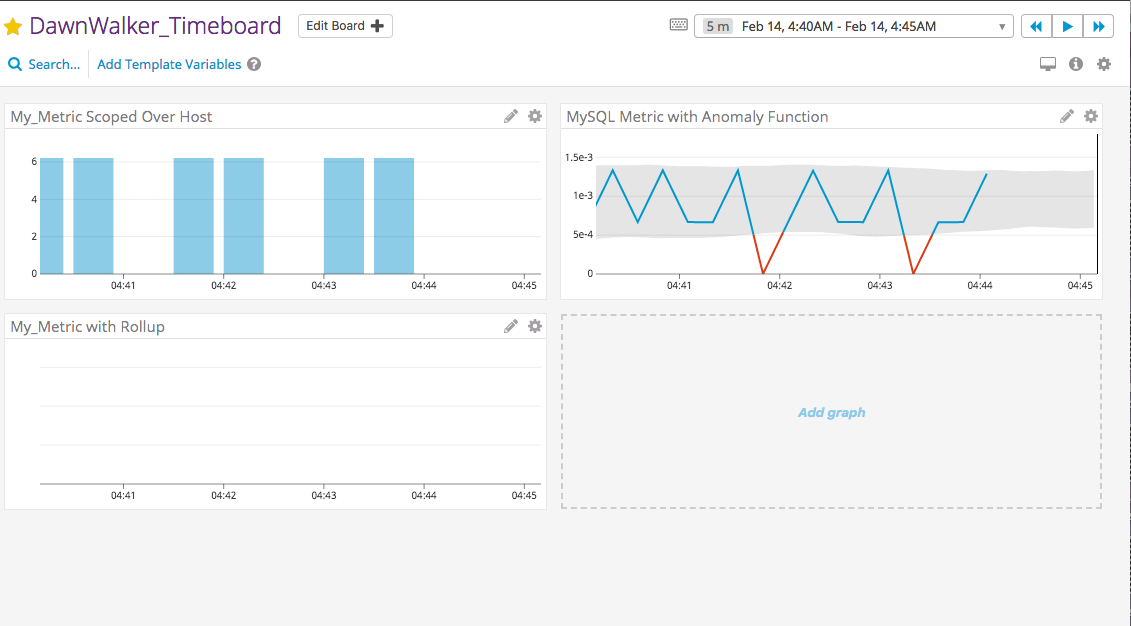 DawnWalker_Timeboard
Edit Board
5 m Feb 14, 4:40AM - Feb 14, 4:45AM
Search...
Add Template Variables
My_Metric Scoped Over Host
6
4
2
0
04:41 04:42 04:43 04:44 04:45
MySQL Metric with Anomaly Function
1.5e-3
1e-3
5e-4
0
04:41 04:42 04:43 04:44 04:45
My_Metric with Rollup
04:41 04:42 04:43 04:44 04:45
Add graph